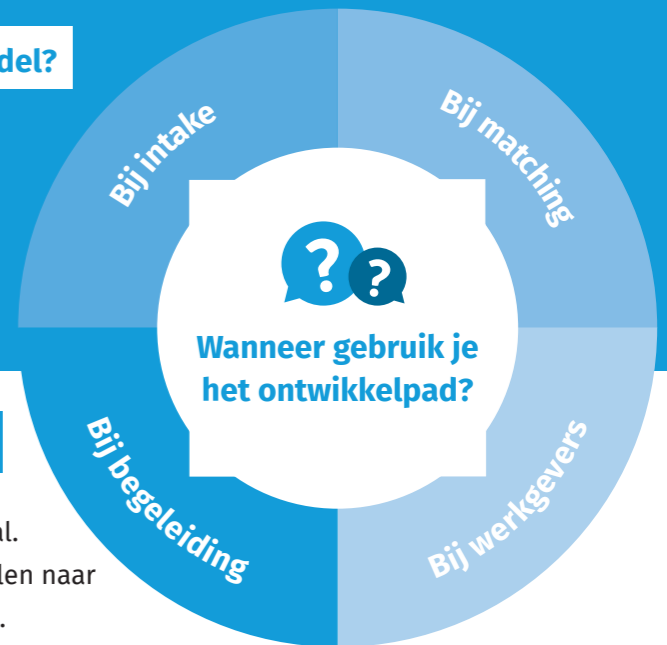 del?
Bij intake
Bij matching
? ?
Wanneer gebruik je
het ontwikkelpad?
Bij begeleiding
Bij werkgevers
al.
len naar
.